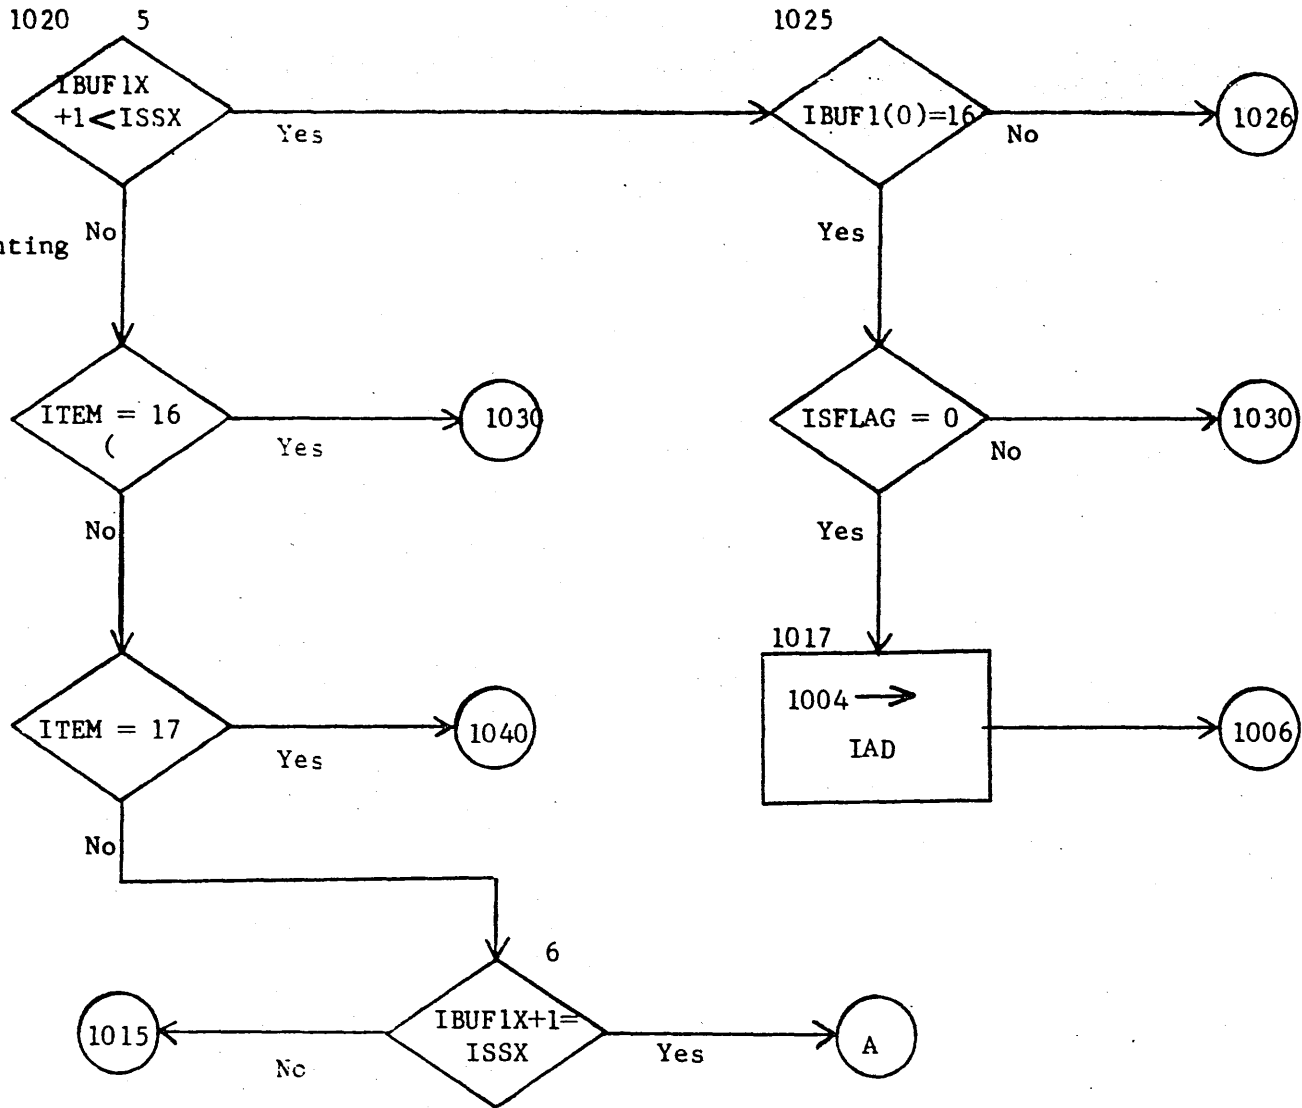 1020 5
1025
IBUF1X
+1<ISSX
Yes
IBUF1(0)=16
No
1026
No
nting
Yes
ITEM = 16
(
Yes
1030
ISFLAG = 0
No
1030
No
Yes
1017
ITEM = 17
Yes
1040
1004
IAD
1006
No
6
1015
No
IBUF1X+1=
ISSX
Yes
A